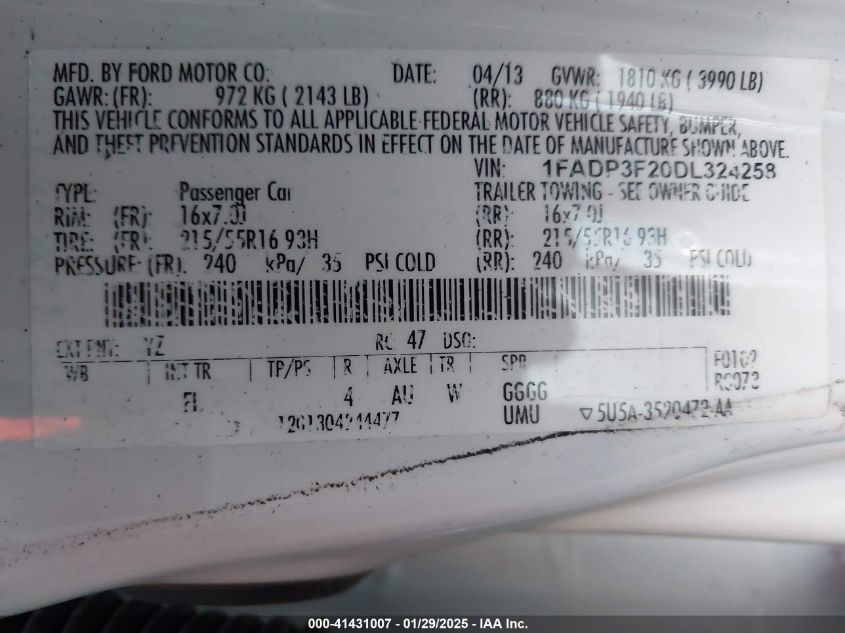 MFD. BY FORD MOTOR CO. DATE: 04/13 GVWR: 1810 KG ( 3990 LB)
GAWR: (FR): 972 KG ( 2143 LB) (RR): 880 KG ( 1940 LB)
THIS VEHICLE CONFORMS TO ALL APPLICABLE FEDERAL MOTOR VEHICLE SAFETY, BUMPER,
AND THEFT PREVENTION STANDARDS IN EFFECT ON THE DATE OF MANUFACTURE SHOWN ABOVE.
VIN: 1FADP3F20DL324258
TYPE: Passenger Car TRAILER TOWING - SEE OWNER GUIDE
RIM: (FR): 16x7.0J (RR): 16x7.0J
TIRE: (FR): 215/55R16 93H (RR): 215/55R16 93H
PRESSURE: (FR). 240 kPa/ 35 PSI COLD (RR): 240 kPa/ 35 PSI COLD
EXT PNT: YZ RC: 47 DSO:
WB INT TR TP/PS R AXLE TR SPR
4 W GGGG
UMU 5U5A-3520472-AA
000-41431007 - 01/29/2025 - IAA Inc.